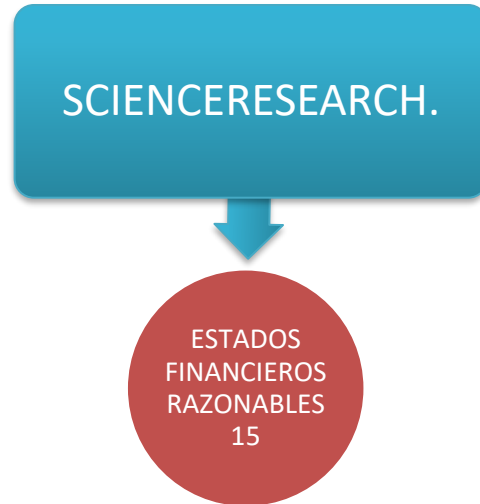 SCIENCERESEARCH.
ESTADOS
FINANCIEROS
RAZONABLES
15